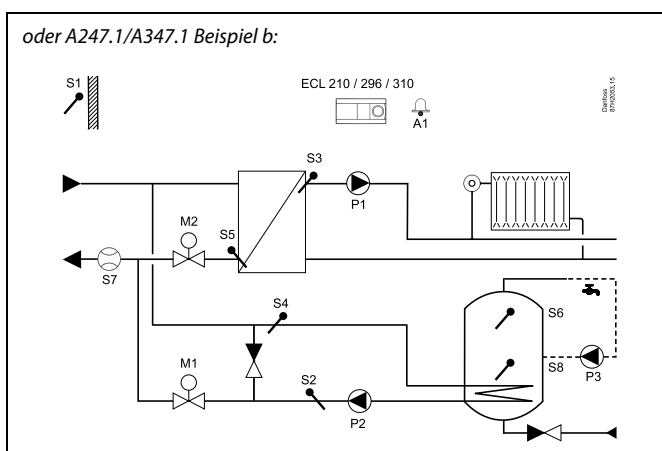 oder A247.1/A347.1 Beispiel b:
S1
ECL 210 / 296 / 310
A1
Danfoss
87H2053.15
S3
P1
M2
S5
S7
S4
S6
M1
S2
S8
P3
P2